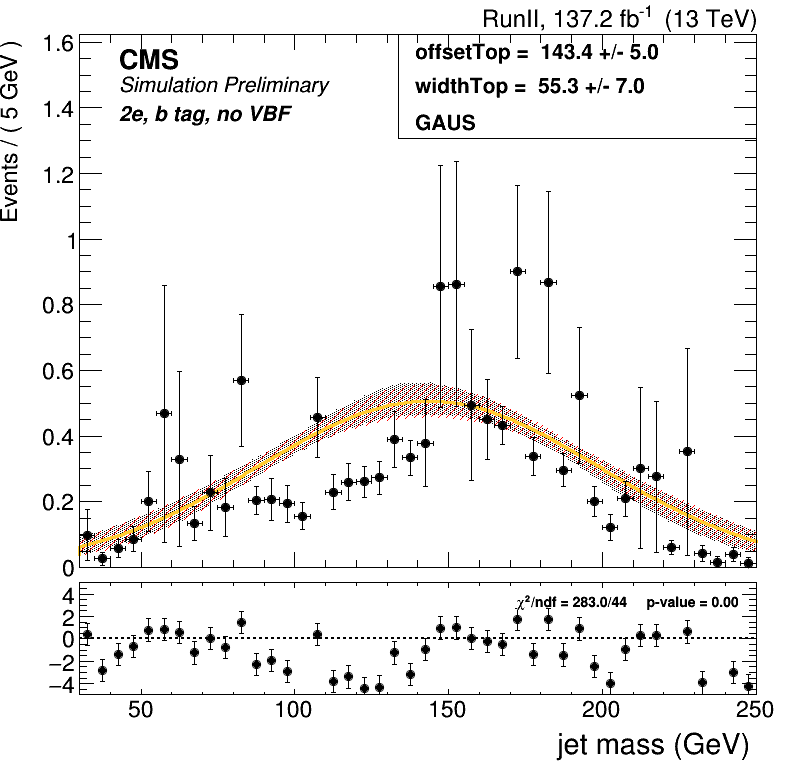 RunII, 137.2 fb-1 (13 TeV)
Events / ( 5 GeV )
1.6
1.4
1.2
1
0.8
0.6
0.4
0.2
0
CMS
Simulation Preliminary
2e, b tag, no VBF
offsetTop = 143.4 +/- 5.0
widthTop = 55.3 +/- 7.0
GAUS
4
2
0
−2
−4
χ²/ndf = 283.0/44 p-value = 0.00
50 100 150 200 250
jet mass (GeV)